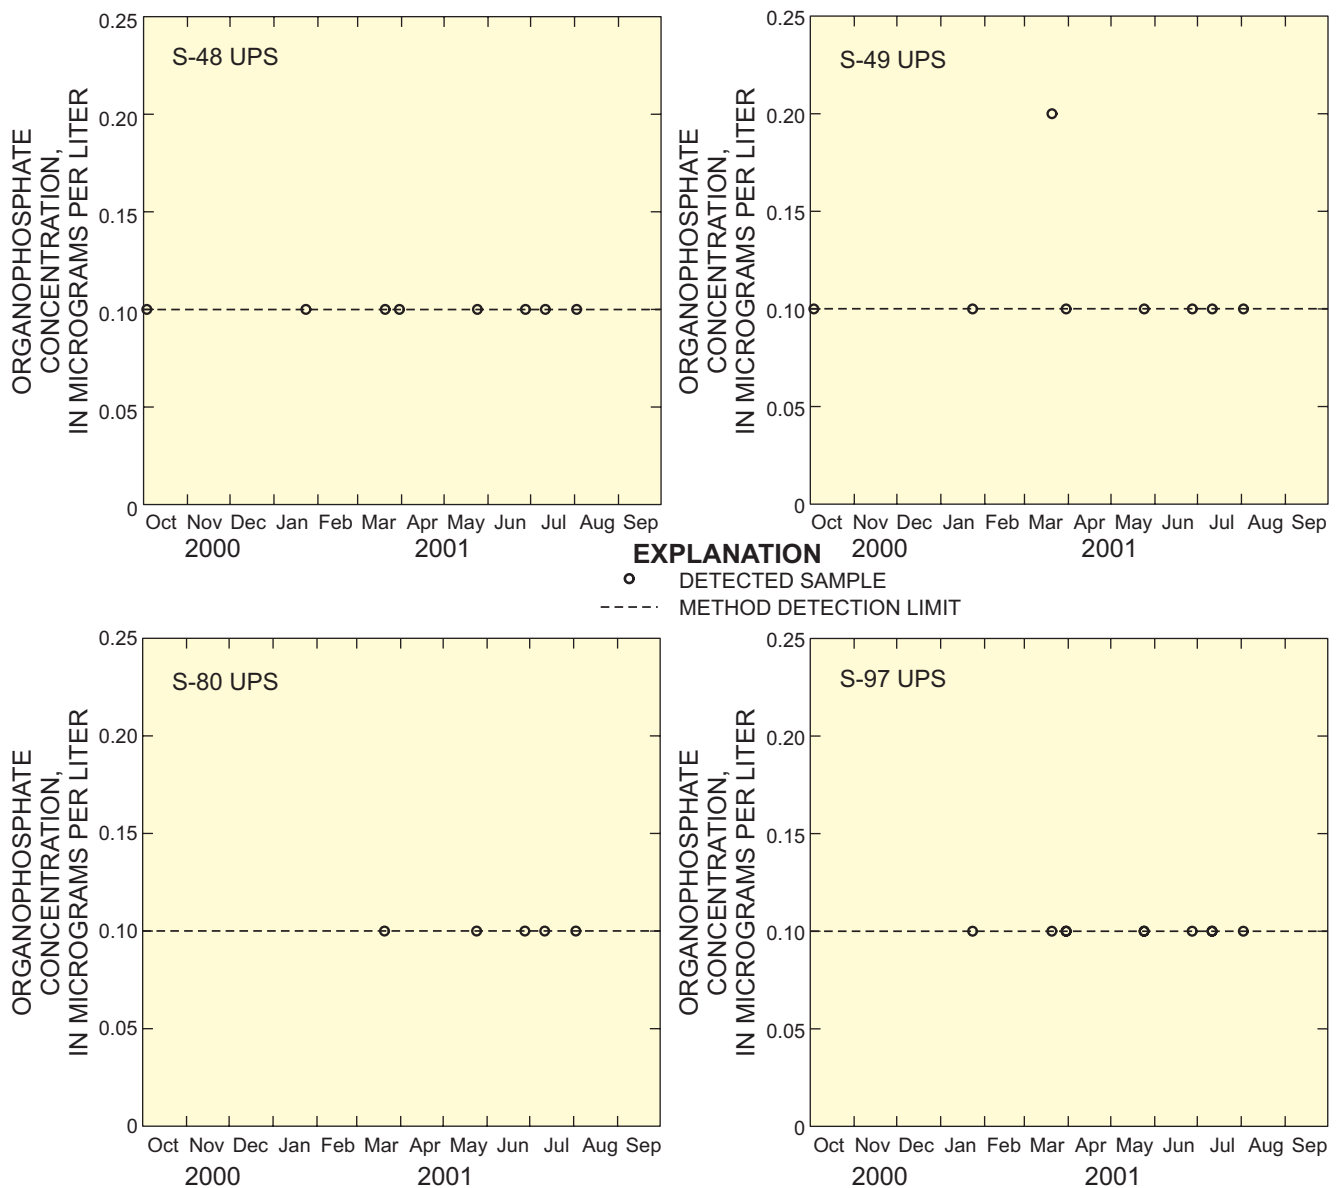 S-48 UPS
ORGANOPHOSPHATE
CONCENTRATION,
IN MICROGRAMS PER LITER
0.25
0.20
0.15
0.10
0.05
0
Oct Nov Dec Jan Feb Mar Apr May Jun Jul Aug Sep
2000 2001
S-49 UPS
ORGANOPHOSPHATE
CONCENTRATION,
IN MICROGRAMS PER LITER
0.25
0.20
0.15
0.10
0.05
0
Oct Nov Dec Jan Feb Mar Apr May Jun Jul Aug Sep
2000 2001
EXPLANATION
DETECTED SAMPLE
METHOD DETECTION LIMIT
S-80 UPS
ORGANOPHOSPHATE
CONCENTRATION,
IN MICROGRAMS PER LITER
0.25
0.20
0.15
0.10
0.05
0
Oct Nov Dec Jan Feb Mar Apr May Jun Jul Aug Sep
2000 2001
S-97 UPS
ORGANOPHOSPHATE
CONCENTRATION,
IN MICROGRAMS PER LITER
0.25
0.20
0.15
0.10
0.05
0
Oct Nov Dec Jan Feb Mar Apr May Jun Jul Aug Sep
2000 2001